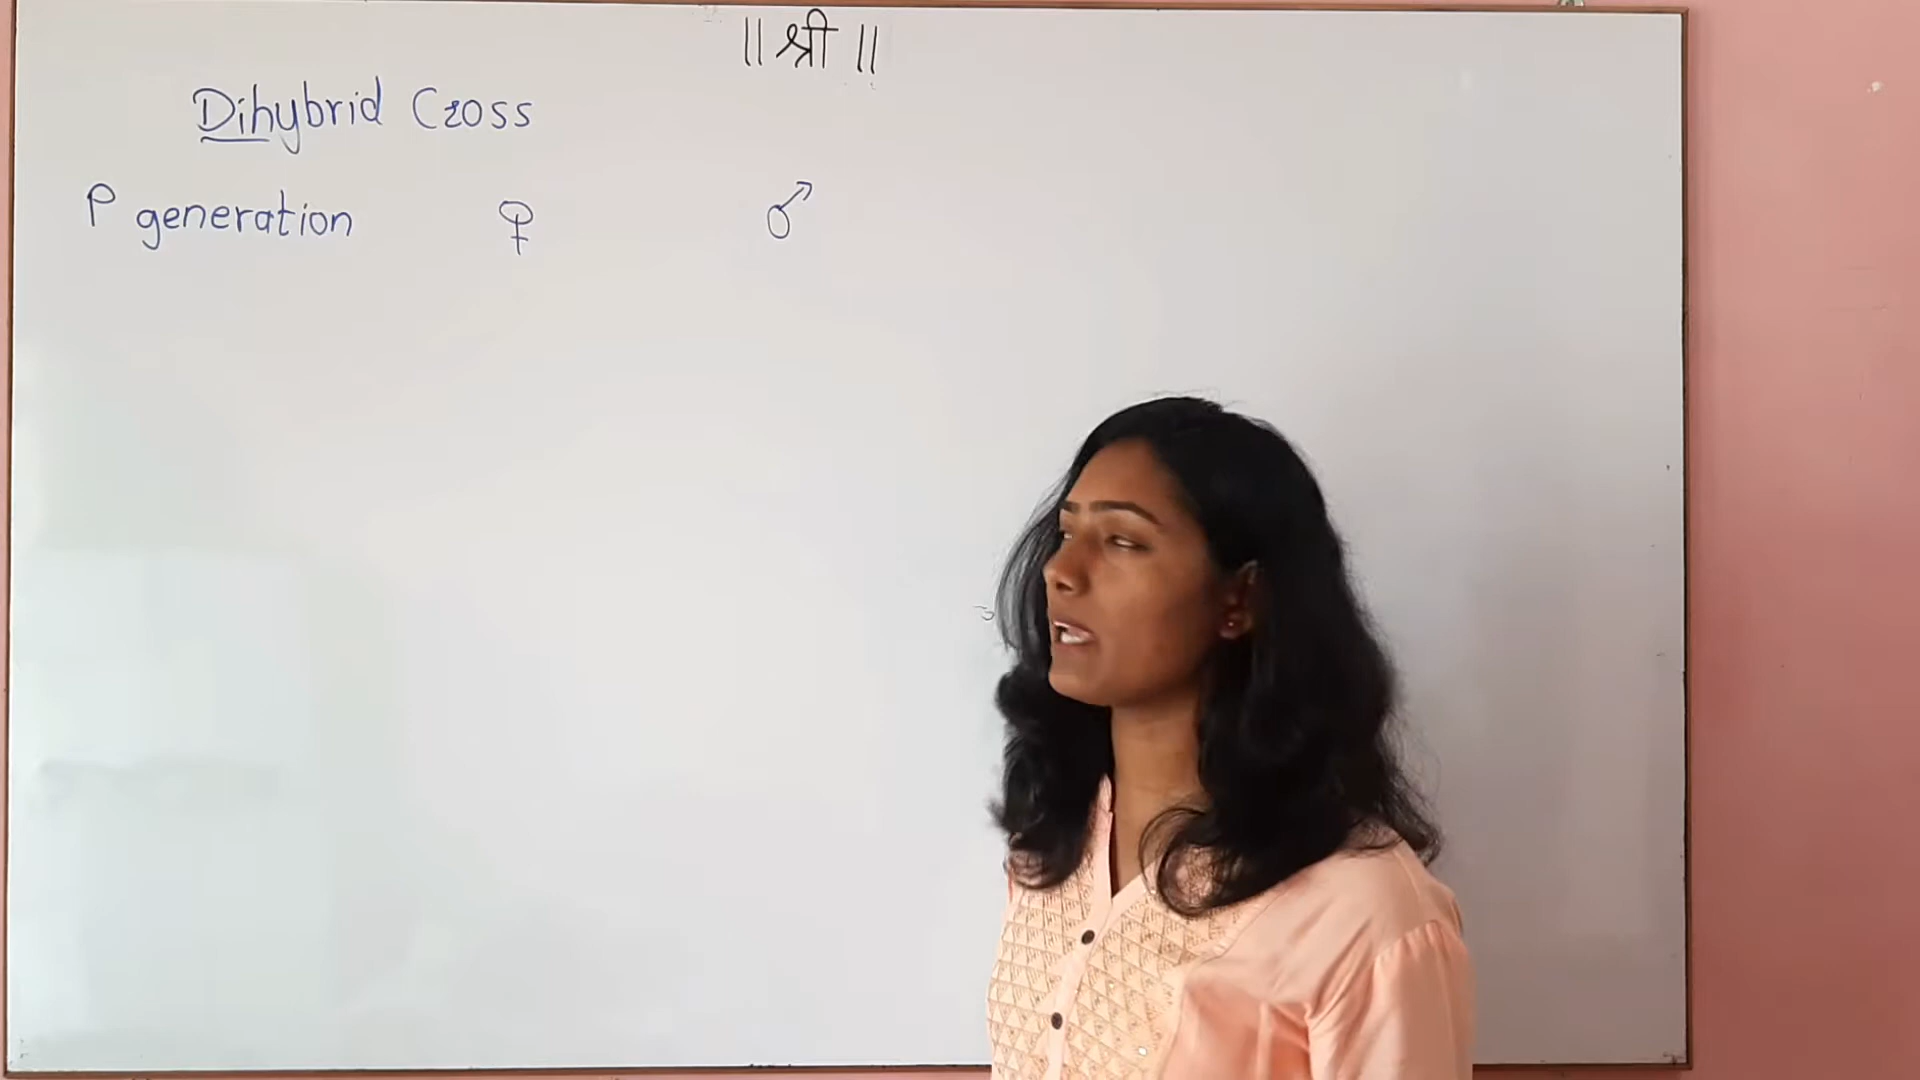 || श्री ||
Dihybrid Cross
P generation ♀ ♂